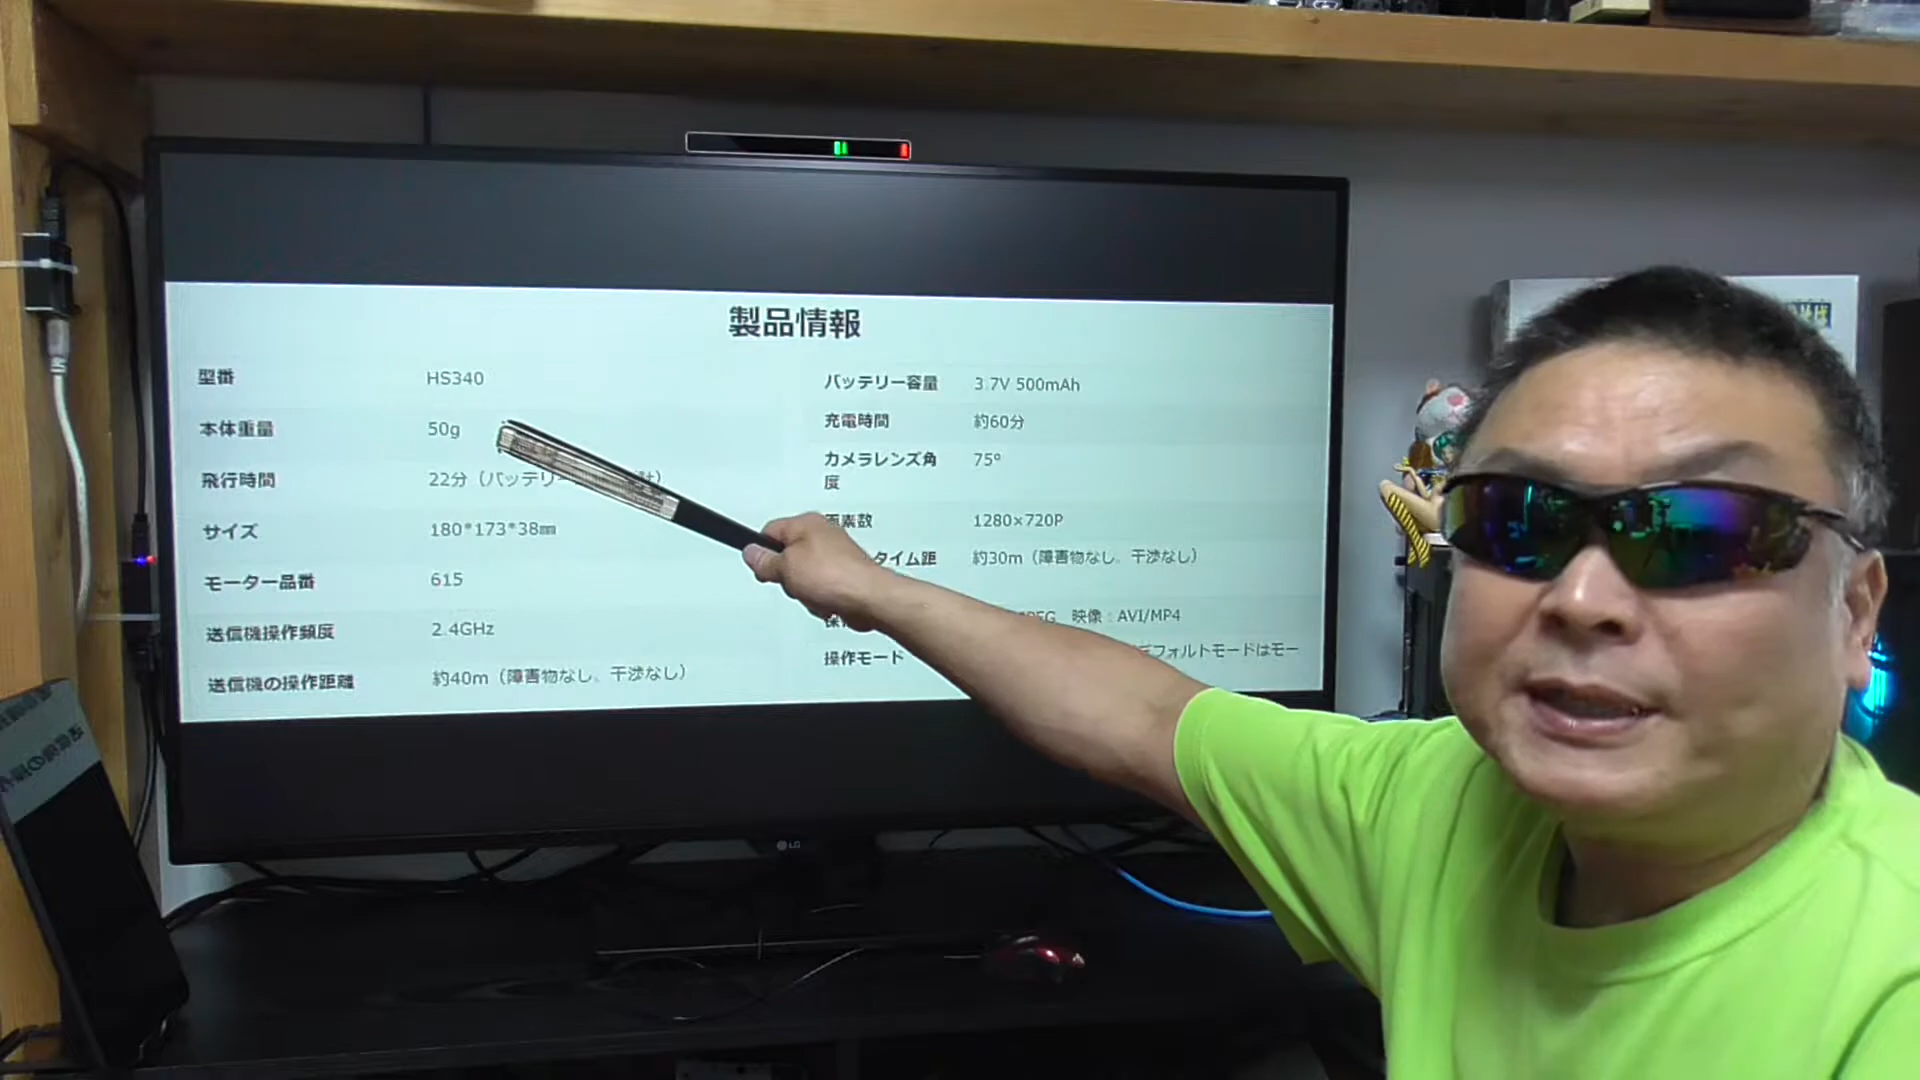 製品情報
型番 HS340
本体重量 50g
飛行時間 22分（バッテリー
サイズ 180*173*38㎜
モーター品番 615
送信機操作頻度 2.4GHz
送信機の操作距離 約40m（障害物なし、干渉なし）
バッテリー容量 3.7V 500mAh
充電時間 約60分
カメラレンズ角
度 75°
画素数 1280×720P
タイム距 約30m（障害物なし、干渉なし）
映像：AVI/MP4
操作モード デフォルトモードはモー
LG